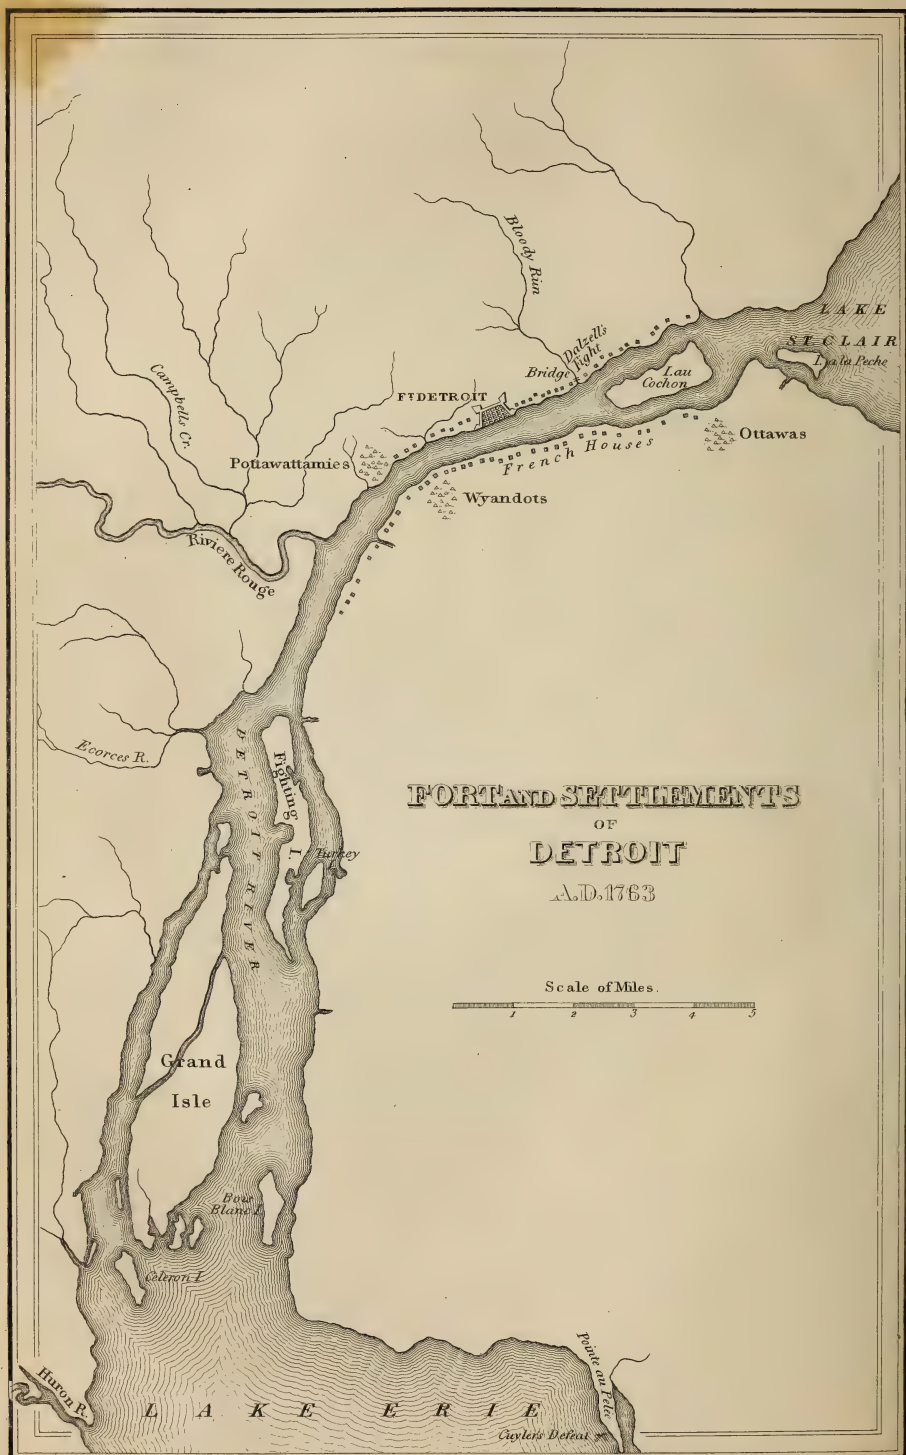 Bloody Run
LAKE
ST. CLAIR
I. a la Peche
Dalzell's
Fight
Bridge
I. au
Cochon
Campbells Cr.
FT. DETROIT
Pottawattamies
French Houses
Ottawas
Wyandots
Riviere Rouge
Ecorces R.
DETROIT RIVER
Fighting I.
Turkey
I.
FORT AND SETTLEMENTS
OF
DETROIT
A.D. 1763
Scale of Miles.
1 2 3 4 5
Grand
Isle
Bois
Blanc I.
Celeron I.
Huron R.
LAKE ERIE
Pointe au Pelee
Cuylers Defeat